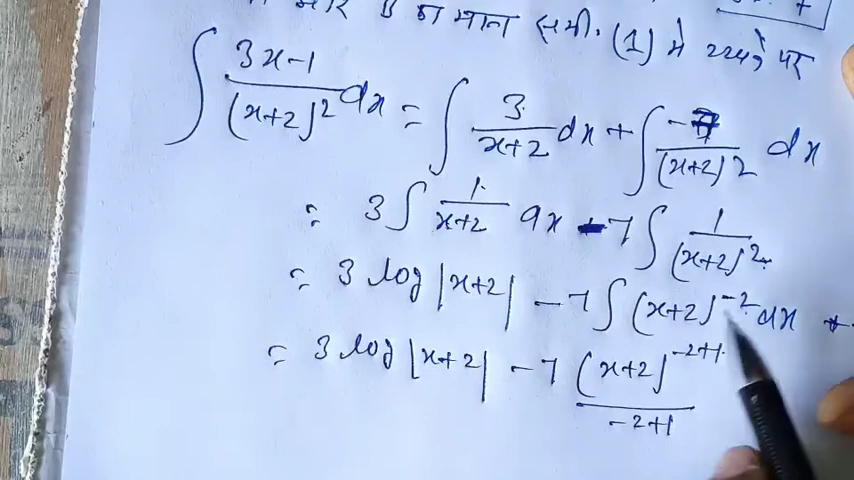 का मान समी. (1) में रखने पर
∫ 3x-1/(x+2)² dx = ∫ 3/x+2 dx + ∫ -7/(x+2)2 dx
= 3 ∫ 1/x+2 dx - 7 ∫ 1/(x+2)²
= 3 log |x+2| - 7 ∫ (x+2)⁻² dx +
= 3 log |x+2| - 7 (x+2)⁻²⁺¹/-2+1